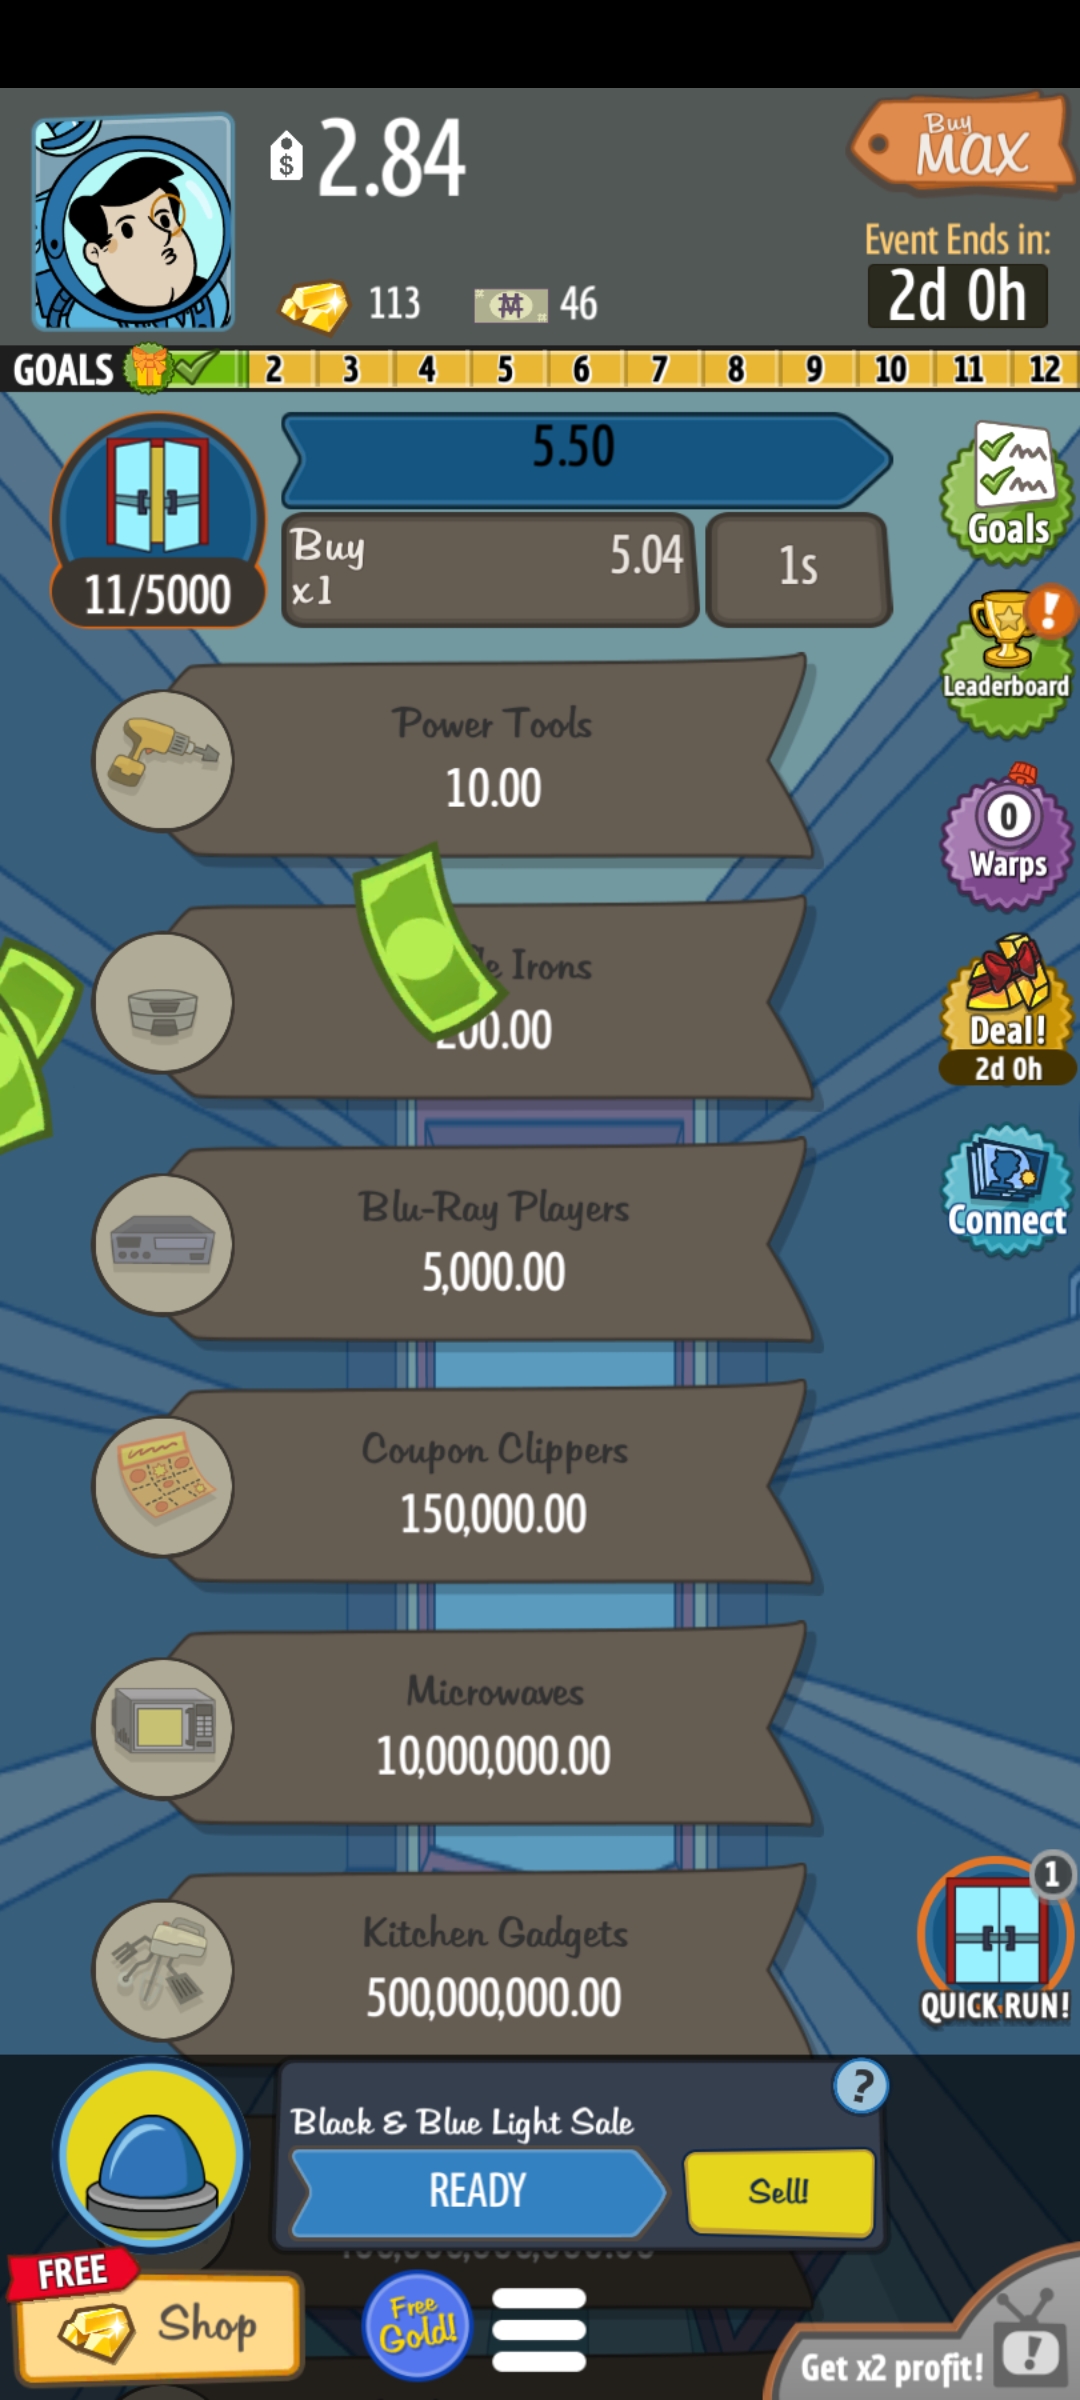 $ 2.84
Buy
MAX
Event Ends in:
2d 0h
113 46
GOALS 2 3 4 5 6 7 8 9 10 11 12
5.50
Buy 5.04
x1
1s
11/5000
Goals
Power Tools
10.00
!
Leaderboard
0
Warps
Irons
00.00
Deal!
2d 0h
Blu-Ray Players
5,000.00
Connect
Coupon Clippers
150,000.00
Microwaves
10,000,000.00
Kitchen Gadgets
500,000,000.00
1
QUICK RUN!
?
Black & Blue Light Sale
READY
Sell!
FREE
Shop
Free
Gold!
Get x2 profit!
!